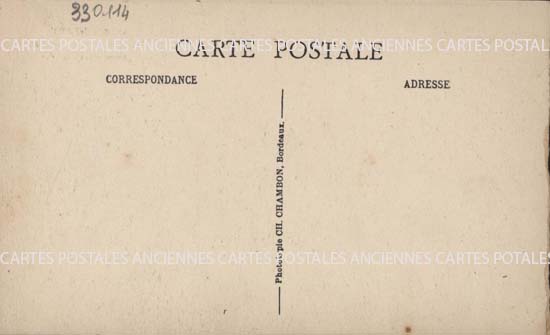 330.114
CARTES POSTALES ANCIENNES CARTES POSTALES ANCIENNES CARTES POSTALES
CARTE POSTALE
CORRESPONDANCE
ADRESSE
Phototypie CH. CHAMBON, Bordeaux.
CARTES POSTALES ANCIENNES CARTES POSTALES ANCIENNES CARTES POTALES